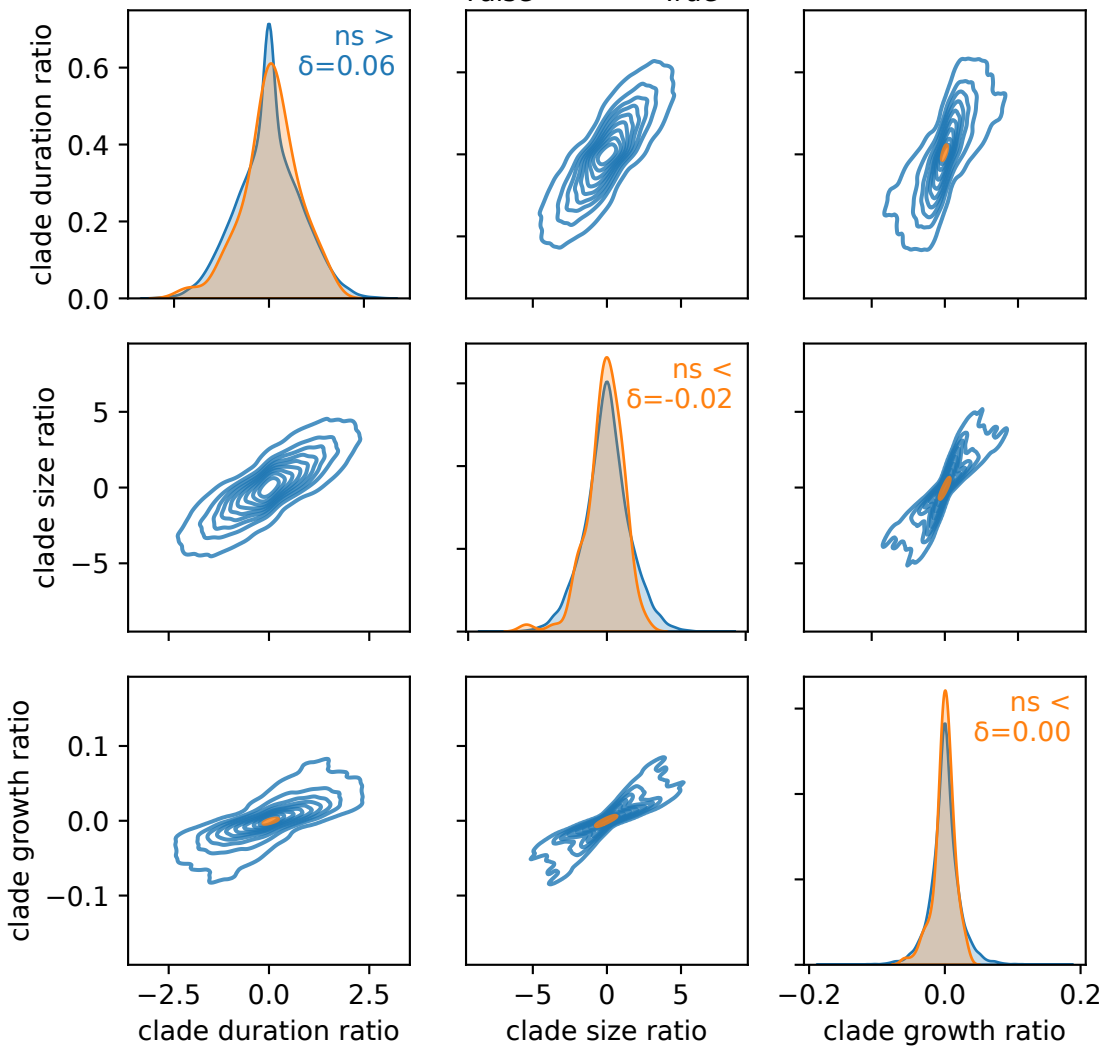 clade duration ratio
0.6
0.4
0.2
0.0
ns >
δ=0.06
clade size ratio
5
0
−5
ns <
δ=-0.02
clade growth ratio
0.1
0.0
−0.1
ns <
δ=0.00
−2.5 0.0 2.5
clade duration ratio
−5 0 5
clade size ratio
−0.2 0.0 0.2
clade growth ratio